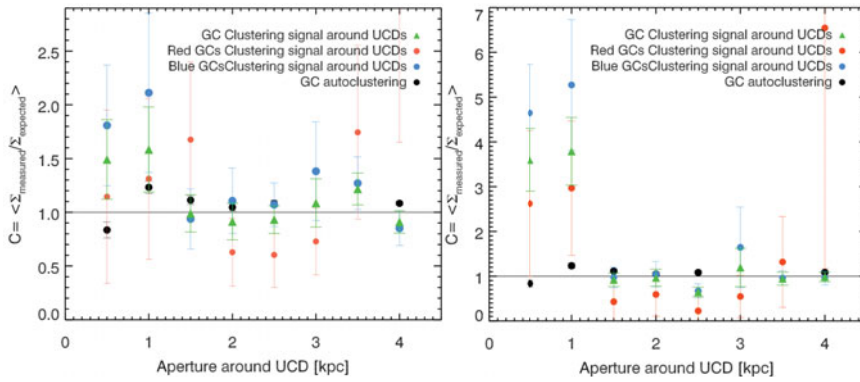 GC Clustering signal around UCDs
Red GCs Clustering signal around UCDs
Blue GCsClustering signal around UCDs
GC autoclustering
C= <Σmeasured/Σexpected>
2.5
2.0
1.5
1.0
0.5
0.0
0 1 2 3 4
Aperture around UCD [kpc]
GC Clustering signal around UCDs
Red GCs Clustering signal around UCDs
Blue GCsClustering signal around UCDs
GC autoclustering
C= <Σmeasured/Σexpected>
7
6
5
4
3
2
1
0
0 1 2 3 4
Aperture around UCD [kpc]